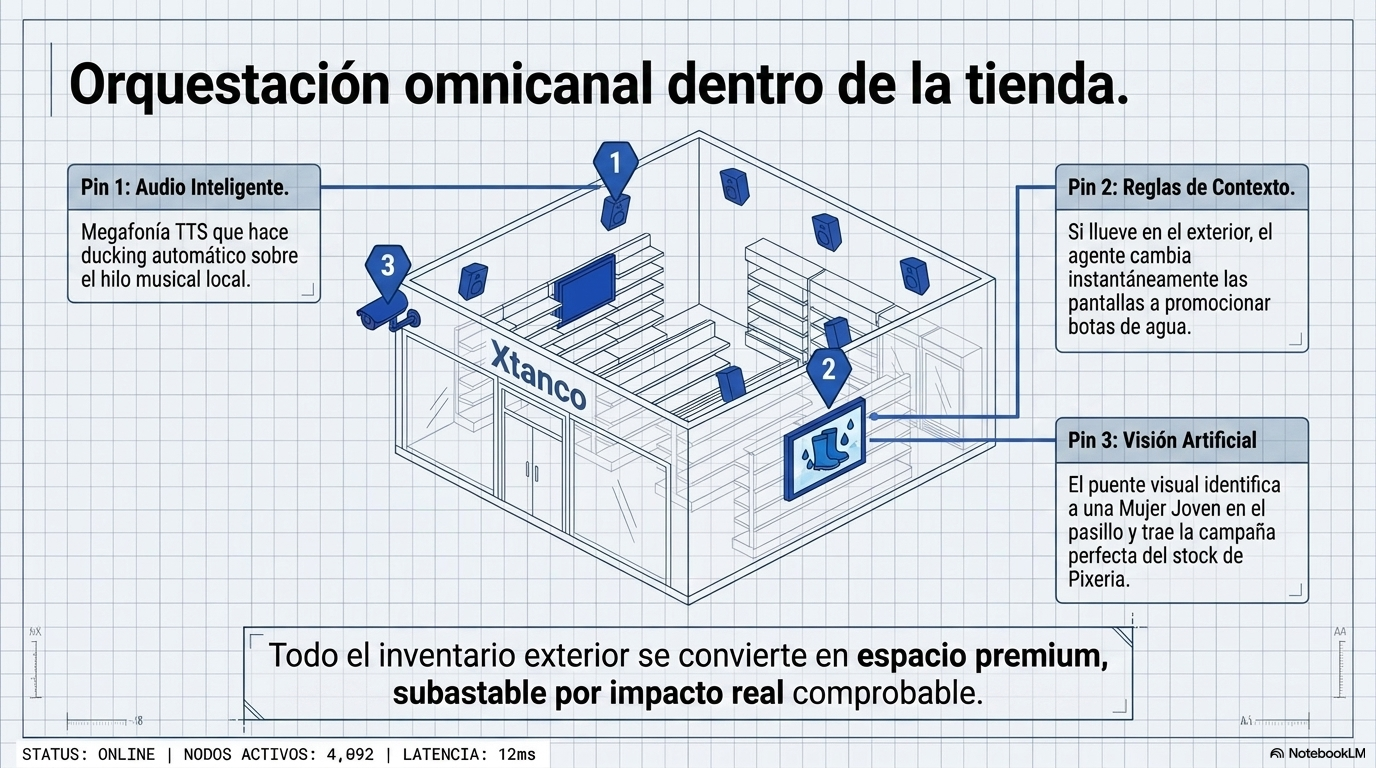 Orquestación omnicanal dentro de la tienda.
Pin 1: Audio Inteligente.
Megafonía TTS que hace
ducking automático sobre
el hilo musical local.
1
3
2
Xtanco
Pin 2: Reglas de Contexto.
Si llueve en el exterior, el
agente cambia
instantáneamente las
pantallas a promocionar
botas de agua.
Pin 3: Visión Artificial
El puente visual identifica
a una Mujer Joven en el
pasillo y trae la campaña
perfecta del stock de
Pixeria.
Todo el inventario exterior se convierte en espacio premium,
subastable por impacto real comprobable.
AA
STATUS: ONLINE | NODOS ACTIVOS: 4,092 | LATENCIA: 12ms
NotebookLM